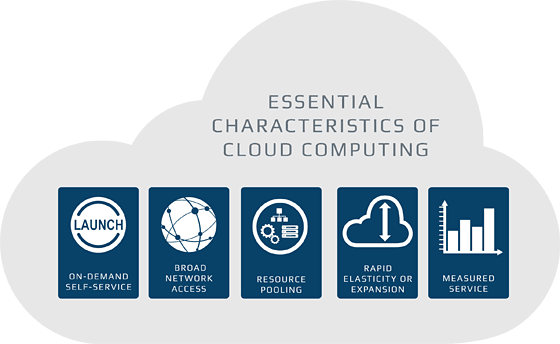 ESSENTIAL
CHARACTERISTICS OF
CLOUD COMPUTING
LAUNCH
ON-DEMAND
SELF-SERVICE
BROAD
NETWORK
ACCESS
RESOURCE
POOLING
RAPID
ELASTICITY OR
EXPANSION
MEASURED
SERVICE